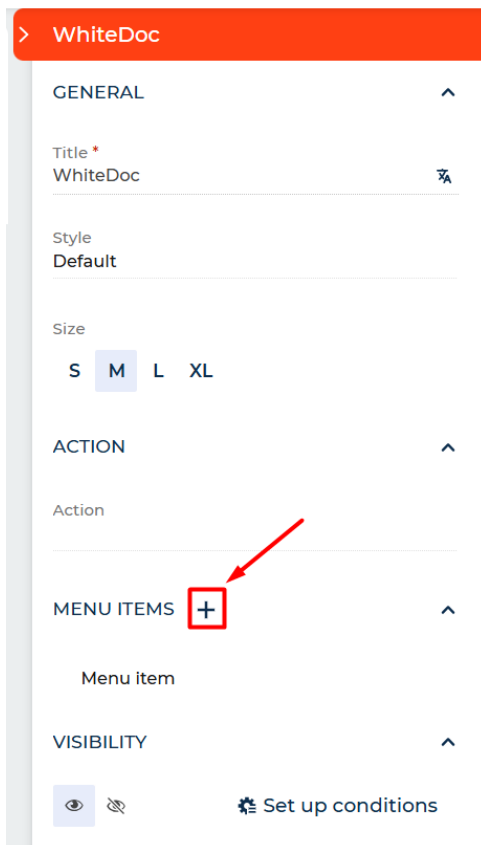 WhiteDoc
GENERAL
Title *
WhiteDoc
Style
Default
Size
S M L XL
ACTION
Action
MENU ITEMS +
Menu item
VISIBILITY
Set up conditions